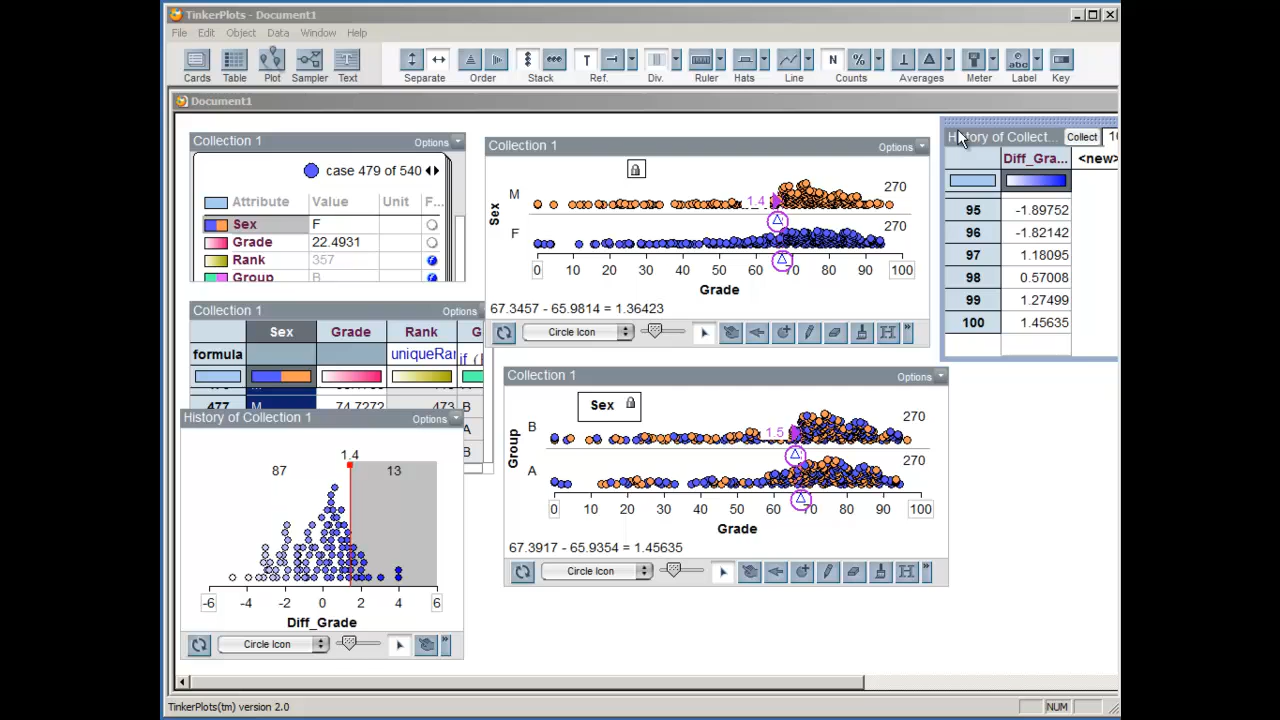 TinkerPlots - Document1
File Edit Object Data Window Help
Cards Table Plot Sampler Text Separate Order Stack Ref. Div. Ruler Hats Line Counts Averages Meter Label Key
N % abc
Document1
Collection 1 Options
case 479 of 540
Attribute Value Unit F...
Sex F
Grade 22.4931
Rank 357
Group B
Collection 1 Options
Sex Grade Rank G
formula uniqueRar if (
477 M 74.7272 473 B
A
B
History of Collection 1 Options
1.4
87 13
-6 -4 -2 0 2 4 6
Diff_Grade
Circle Icon
Collection 1 Options
M 1.4 270
Sex
F 270
0 10 20 30 40 50 60 70 80 90 100
Grade
67.3457 - 65.9814 = 1.36423
Circle Icon
Collection 1 Options
Sex
B 1.5 270
Group
A 270
0 10 20 30 40 50 60 70 80 90 100
Grade
67.3917 - 65.9354 = 1.45635
Circle Icon
History of Collect... Collect 10
Diff_Gra... <new>
95 -1.89752
96 -1.82142
97 1.18095
98 0.57008
99 1.27499
100 1.45635
TinkerPlots(tm) version 2.0 NUM